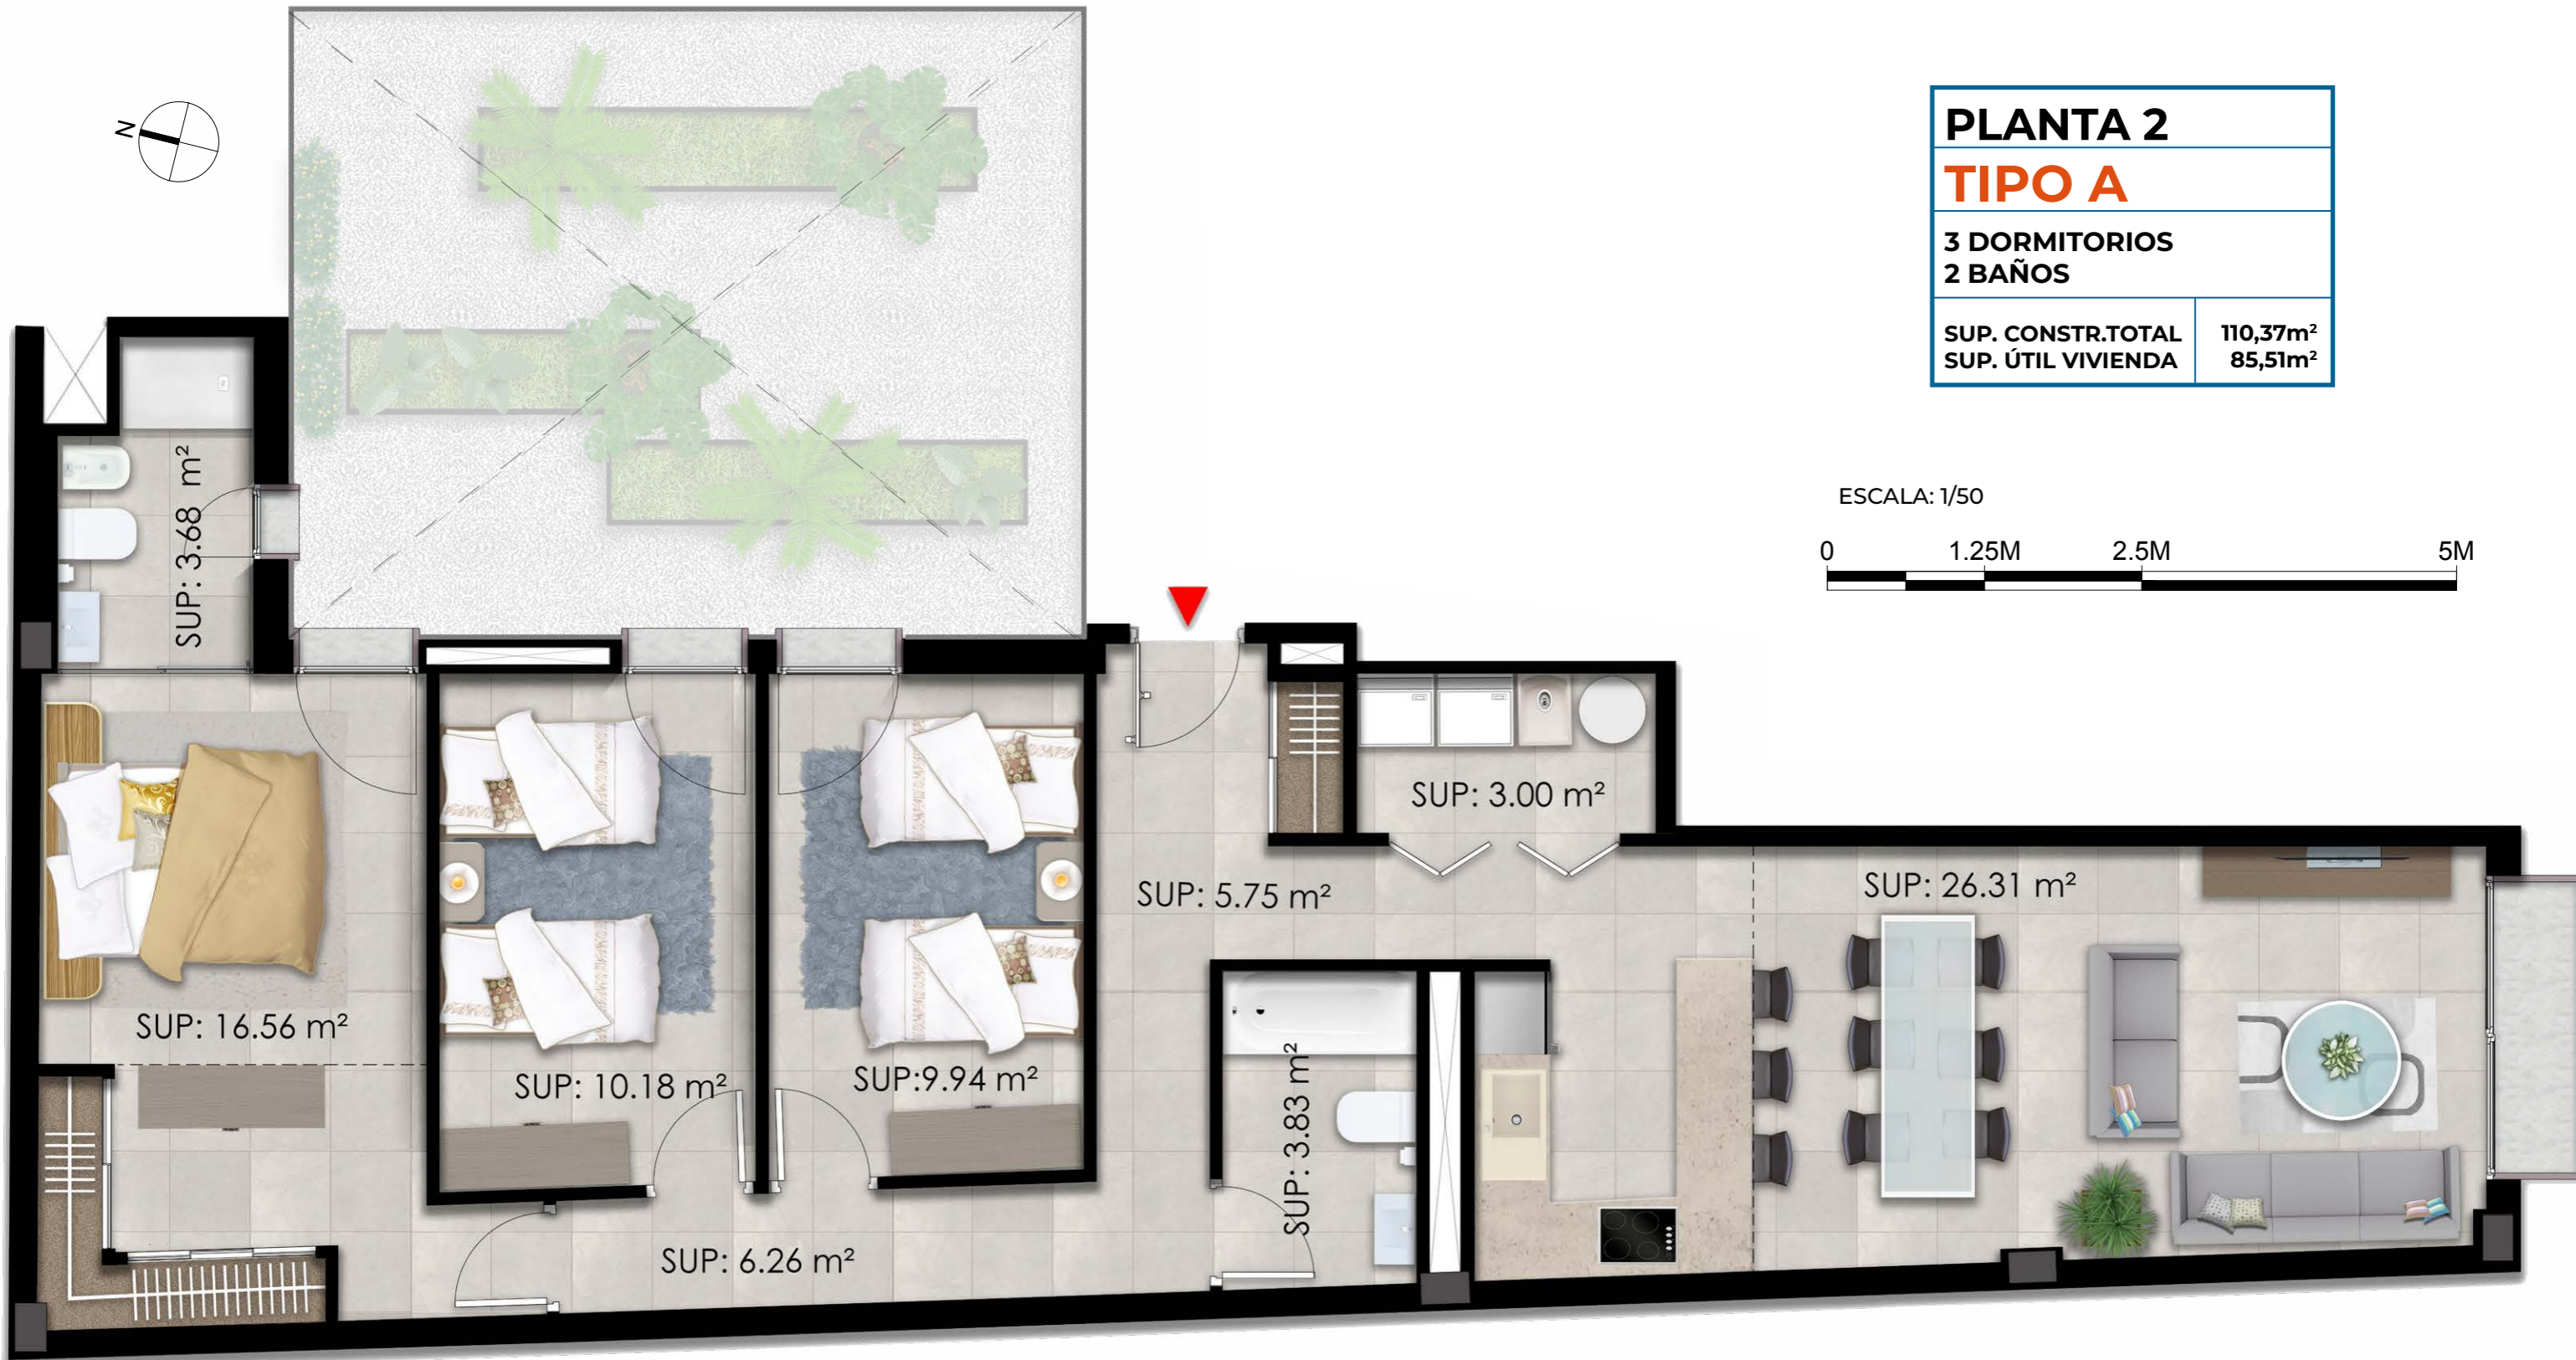 N
PLANTA 2
TIPO A
3 DORMITORIOS
2 BAÑOS
SUP. CONSTR.TOTAL 110,37m²
SUP. ÚTIL VIVIENDA 85,51m²
ESCALA: 1/50
0 1.25M 2.5M 5M
SUP: 3.68 m²
SUP: 3.00 m²
SUP: 5.75 m²
SUP: 26.31 m²
SUP: 16.56 m²
SUP: 10.18 m²
SUP:9.94 m²
SUP: 3.83 m²
SUP: 6.26 m²